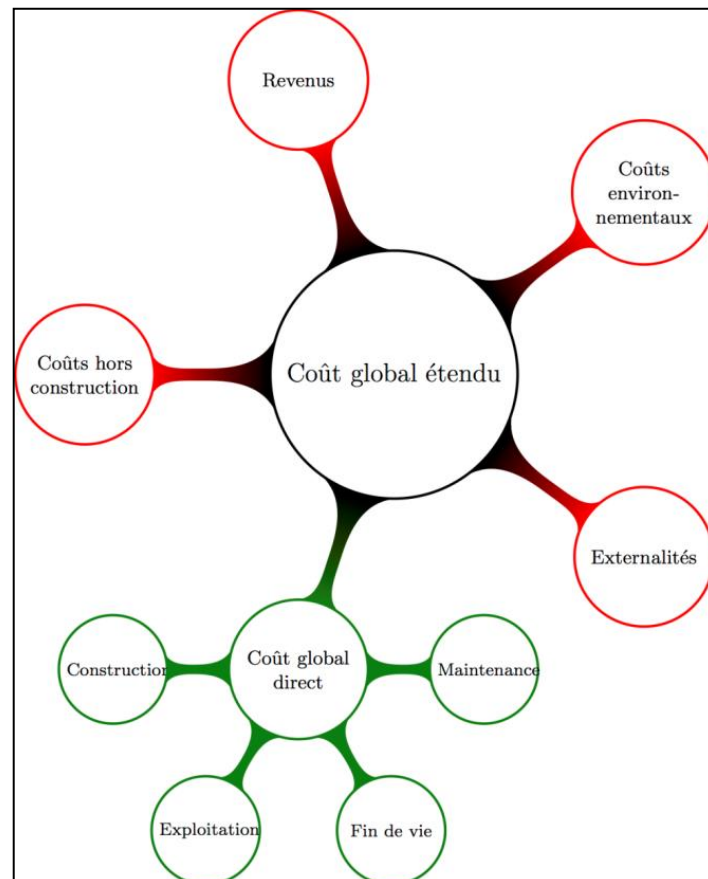 Revenus
Coûts
environ-
nementaux
Coûts hors
construction
Coût global étendu
Externalités
Coût global
direct
Construction
Maintenance
Exploitation
Fin de vie